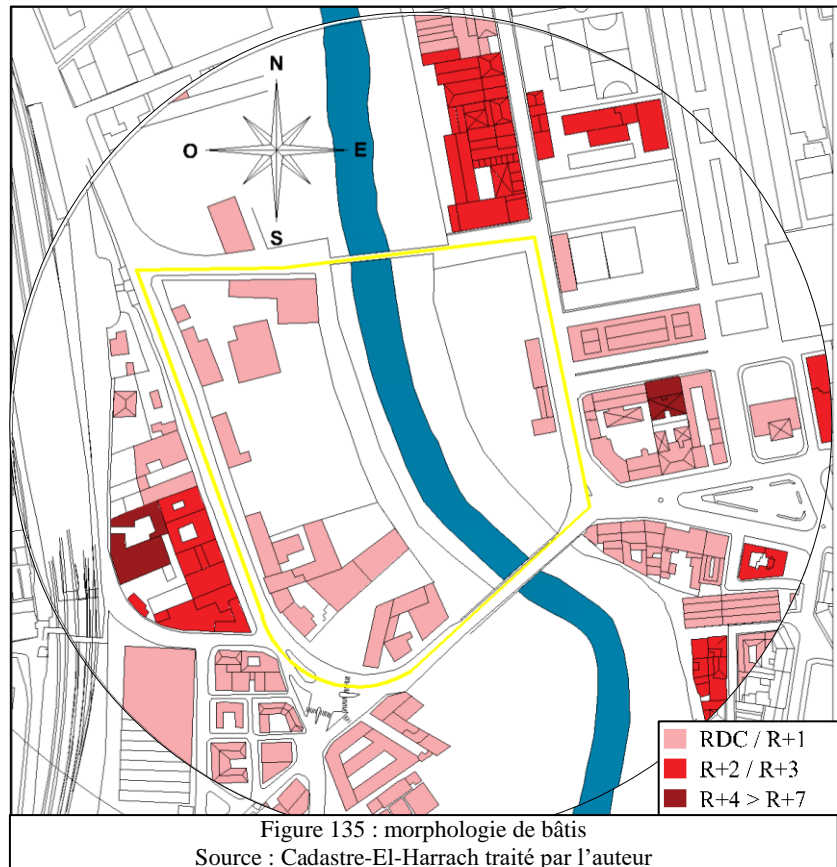 N
O E
S
RDC / R+1
R+2 / R+3
R+4 > R+7
Figure 135 : morphologie de bâtis
Source : Cadastre-El-Harrach traité par l’auteur